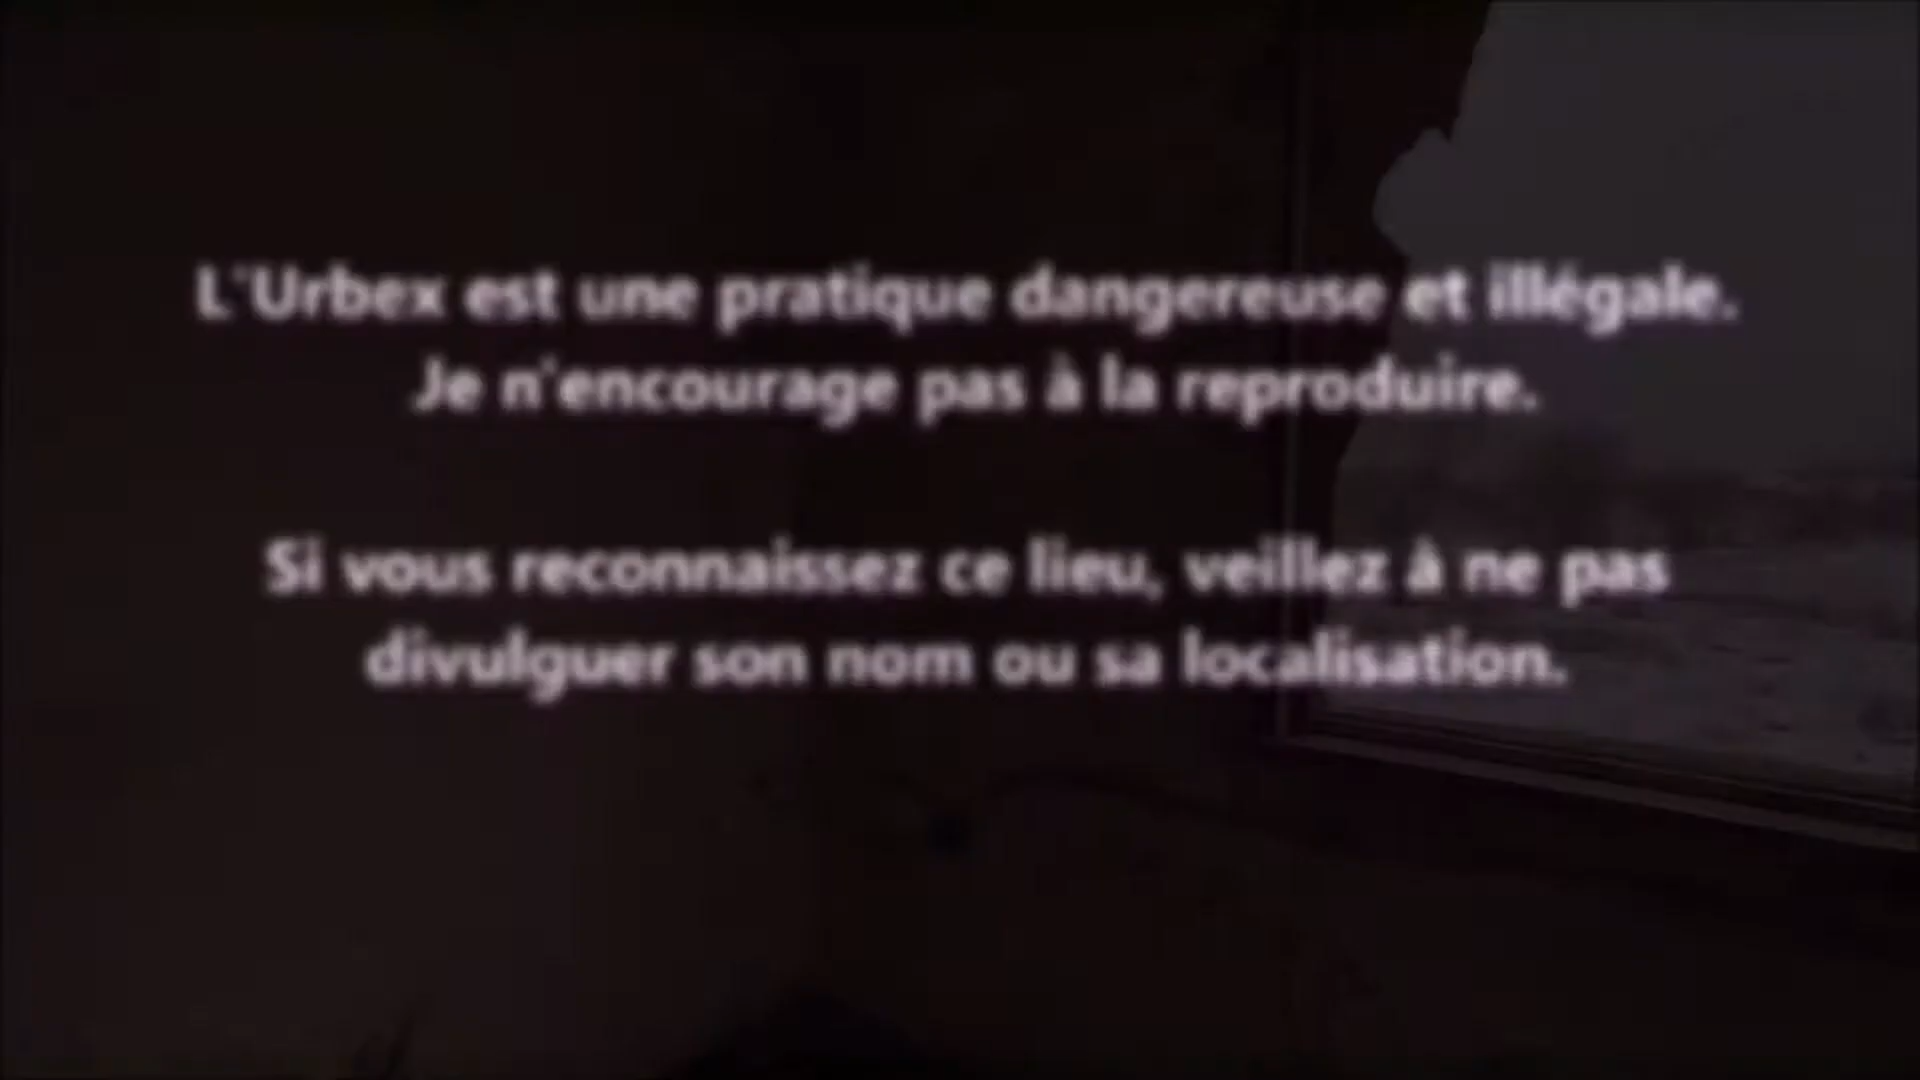 L'Urbex est une pratique dangereuse et illégale.
Je n'encourage pas à la reproduire.
Si vous reconnaissez ce lieu, veillez à ne pas
divulguer son nom ou sa localisation.